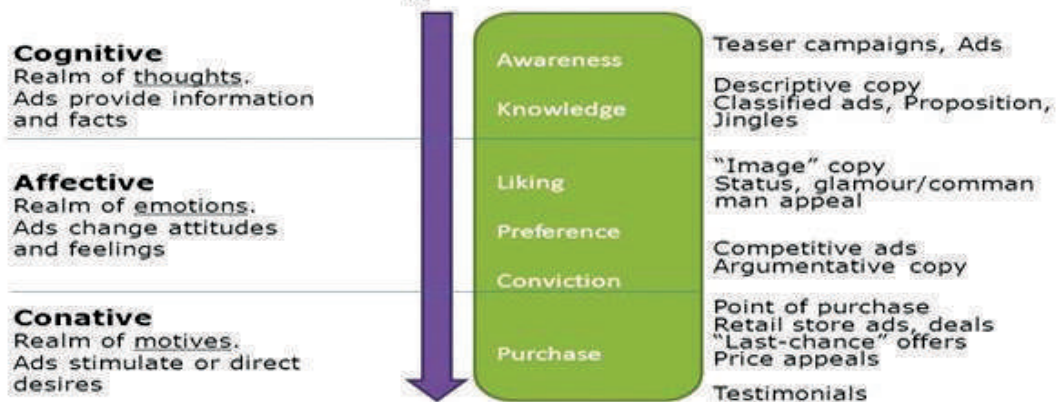 Cognitive
Realm of thoughts.
Ads provide information
and facts
Affective
Realm of emotions.
Ads change attitudes
and feelings
Conative
Realm of motives.
Ads stimulate or direct
desires
Awareness
Knowledge
Liking
Preference
Conviction
Purchase
Teaser campaigns, Ads
Descriptive copy
Classified ads, Proposition,
Jingles
“Image” copy
Status, glamour/comman
man appeal
Competitive ads
Argumentative copy
Point of purchase
Retail store ads, deals
“Last-chance” offers
Price appeals
Testimonials